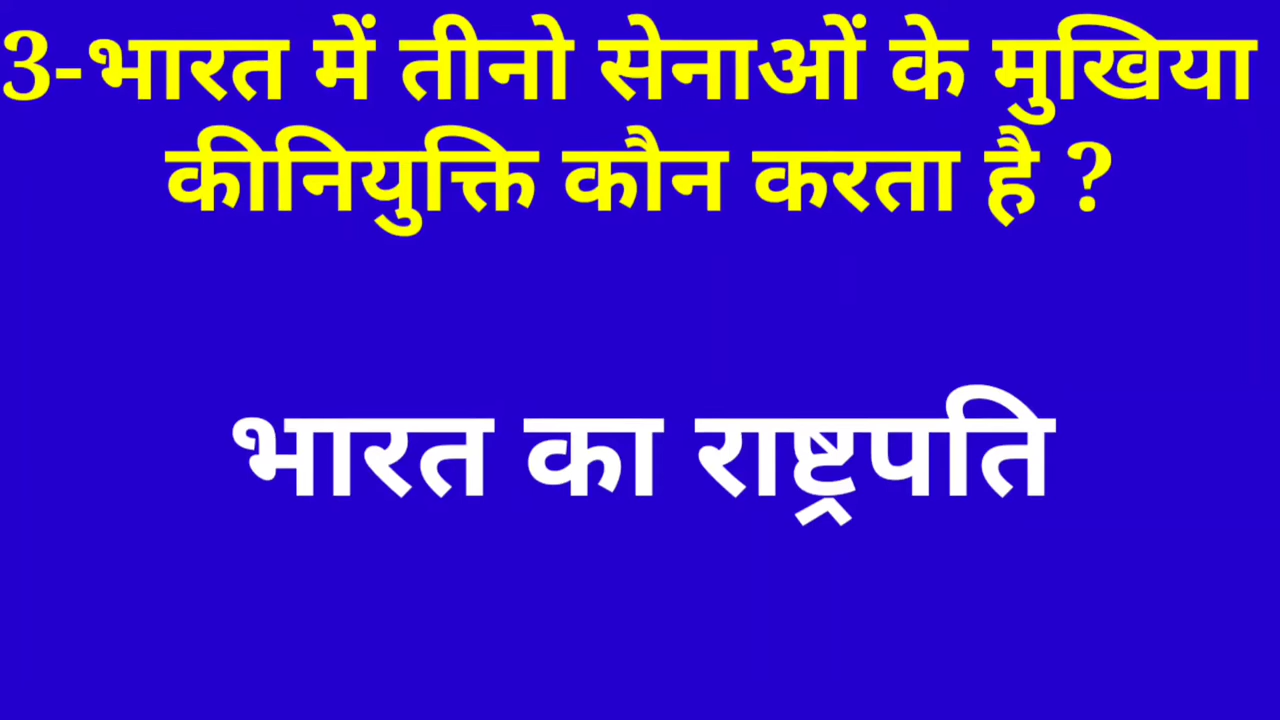 3-भारत में तीनो सेनाओं के मुखिया
कीनियुक्ति कौन करता है ?
भारत का राष्ट्रपति